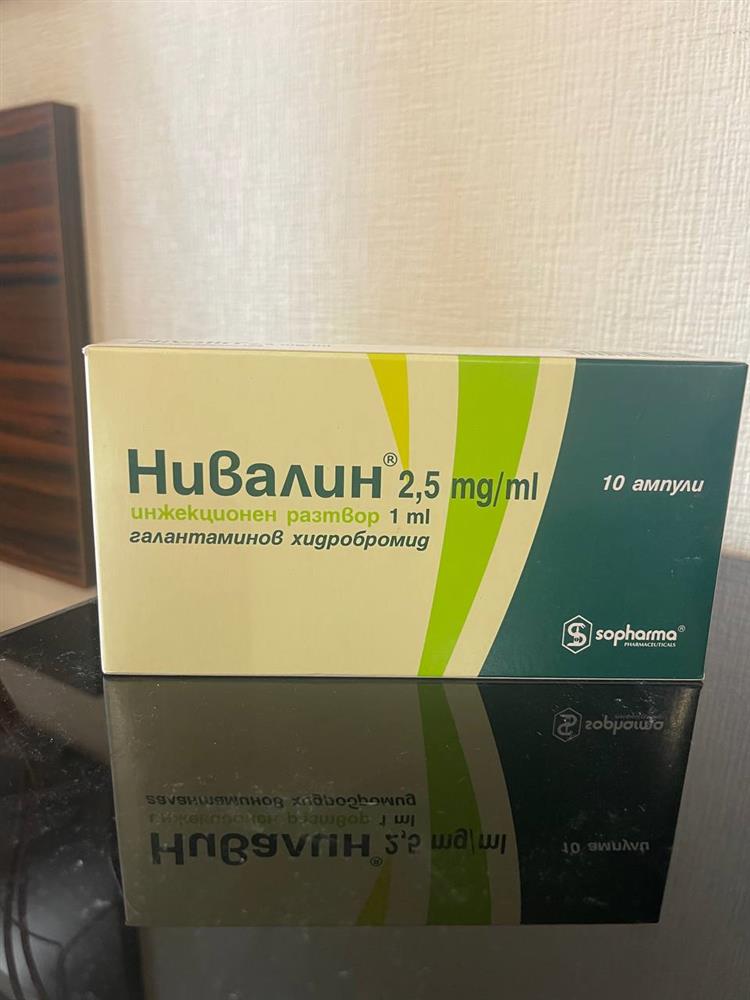 Нивалин® 2,5 mg/ml
инжекционен разтвор 1 ml
галантаминов хидробромид
10 ампули
sopharma®
PHARMACEUTICALS